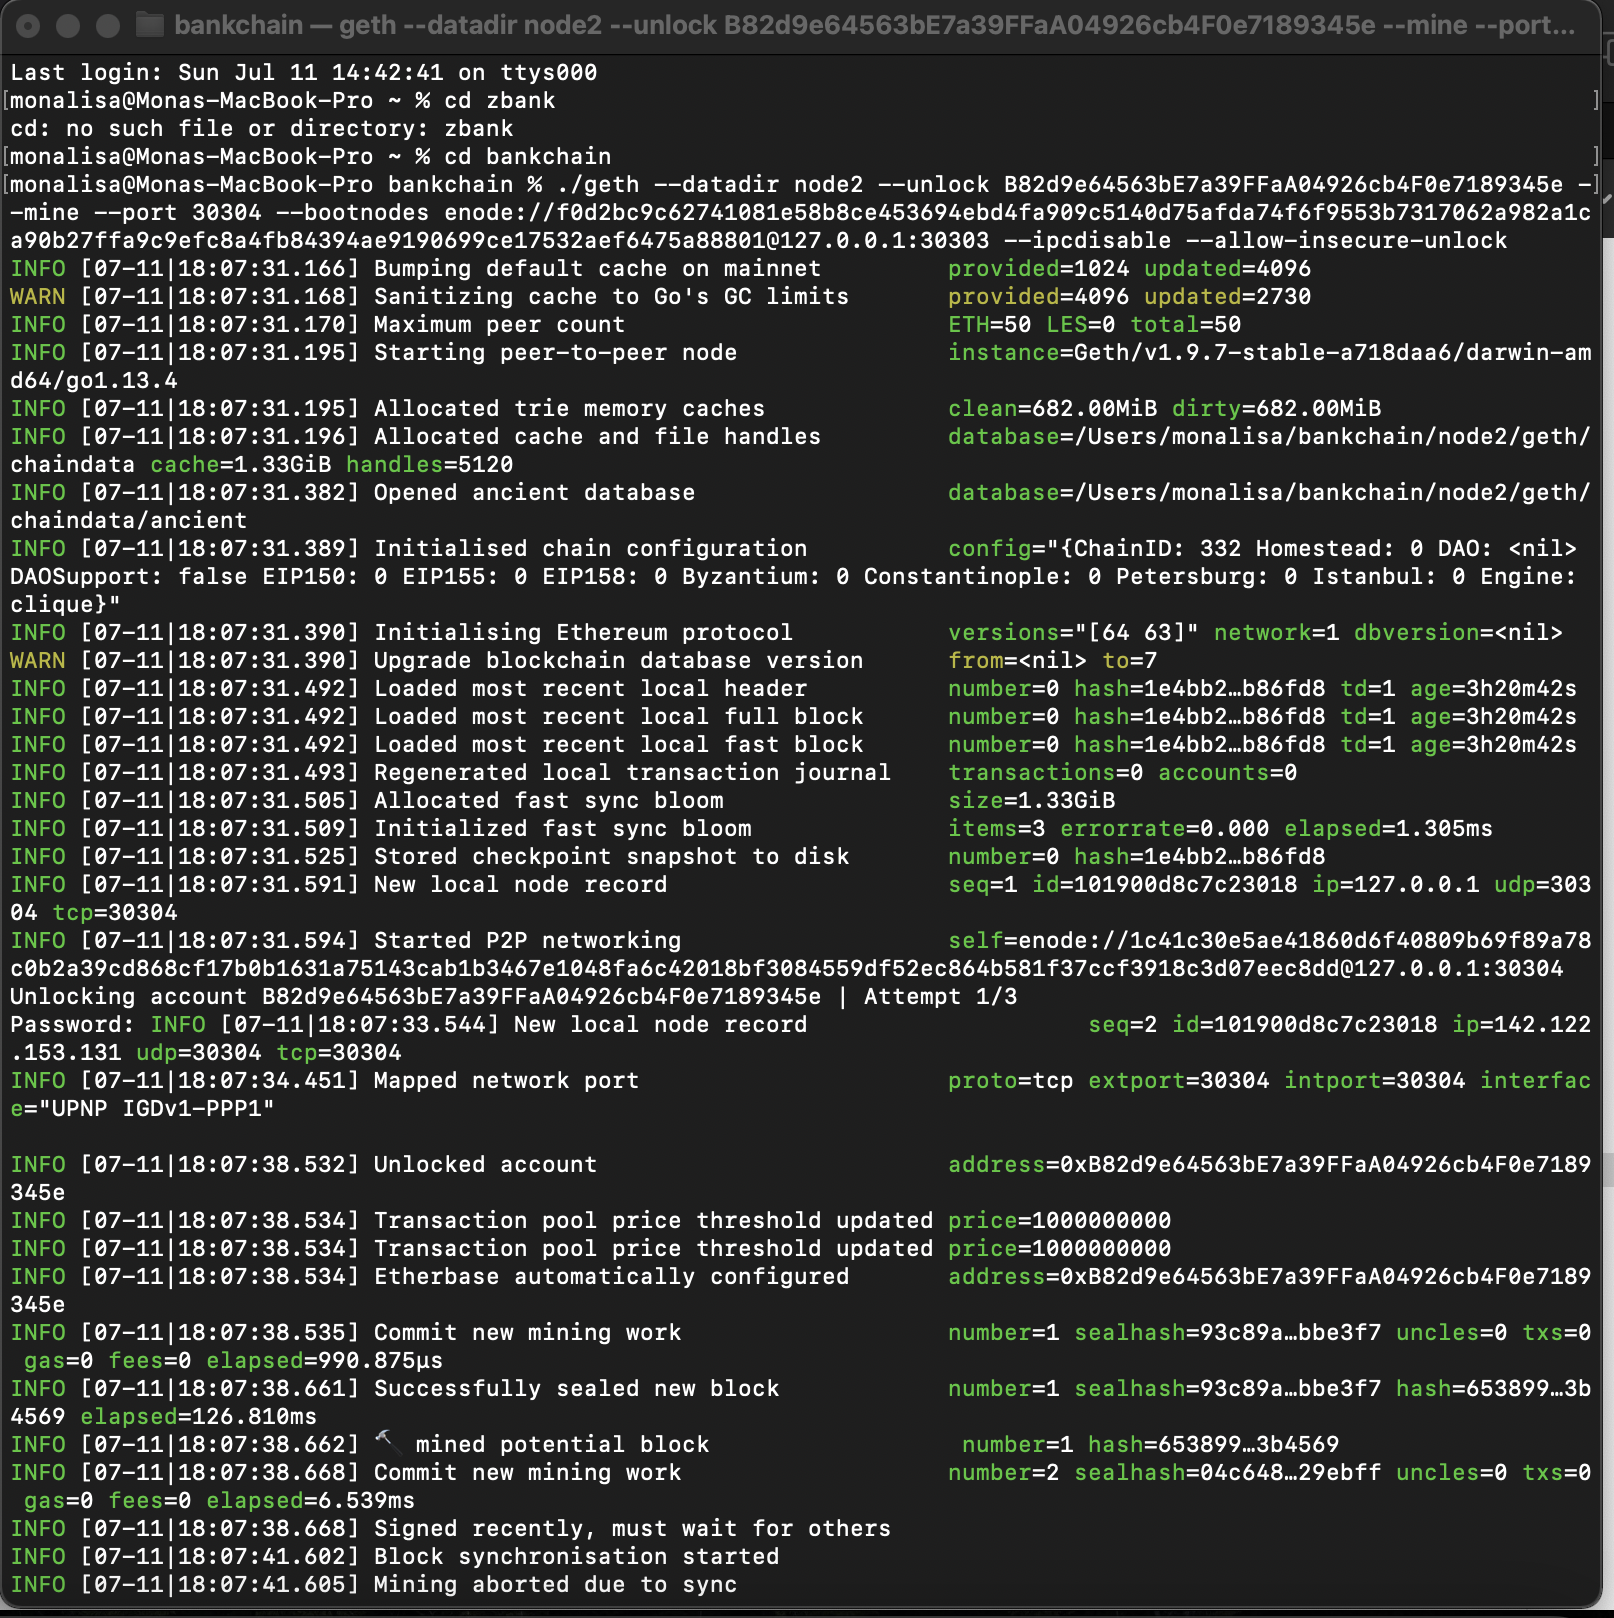 bankchain — geth --datadir node2 --unlock B82d9e64563bE7a39FFaA04926cb4F0e7189345e --mine --port...
Last login: Sun Jul 11 14:42:41 on ttys000
[monalisa@Monas-MacBook-Pro ~ % cd zbank ]
cd: no such file or directory: zbank
[monalisa@Monas-MacBook-Pro ~ % cd bankchain ]
[monalisa@Monas-MacBook-Pro bankchain % ./geth --datadir node2 --unlock B82d9e64563bE7a39FFaA04926cb4F0e7189345e -]
-mine --port 30304 --bootnodes enode://f0d2bc9c62741081e58b8ce453694ebd4fa909c5140d75afda74f6f9553b7317062a982a1c
a90b27ffa9c9efc8a4fb84394ae9190699ce17532aef6475a88801@127.0.0.1:30303 --ipcdisable --allow-insecure-unlock
INFO [07-11|18:07:31.166] Bumping default cache on mainnet provided=1024 updated=4096
WARN [07-11|18:07:31.168] Sanitizing cache to Go's GC limits provided=4096 updated=2730
INFO [07-11|18:07:31.170] Maximum peer count ETH=50 LES=0 total=50
INFO [07-11|18:07:31.195] Starting peer-to-peer node instance=Geth/v1.9.7-stable-a718daa6/darwin-am
d64/go1.13.4
INFO [07-11|18:07:31.195] Allocated trie memory caches clean=682.00MiB dirty=682.00MiB
INFO [07-11|18:07:31.196] Allocated cache and file handles database=/Users/monalisa/bankchain/node2/geth/
chaindata cache=1.33GiB handles=5120
INFO [07-11|18:07:31.382] Opened ancient database database=/Users/monalisa/bankchain/node2/geth/
chaindata/ancient
INFO [07-11|18:07:31.389] Initialised chain configuration config="{ChainID: 332 Homestead: 0 DAO: <nil>
DAOSupport: false EIP150: 0 EIP155: 0 EIP158: 0 Byzantium: 0 Constantinople: 0 Petersburg: 0 Istanbul: 0 Engine:
clique}"
INFO [07-11|18:07:31.390] Initialising Ethereum protocol versions="[64 63]" network=1 dbversion=<nil>
WARN [07-11|18:07:31.390] Upgrade blockchain database version from=<nil> to=7
INFO [07-11|18:07:31.492] Loaded most recent local header number=0 hash=1e4bb2…b86fd8 td=1 age=3h20m42s
INFO [07-11|18:07:31.492] Loaded most recent local full block number=0 hash=1e4bb2…b86fd8 td=1 age=3h20m42s
INFO [07-11|18:07:31.492] Loaded most recent local fast block number=0 hash=1e4bb2…b86fd8 td=1 age=3h20m42s
INFO [07-11|18:07:31.493] Regenerated local transaction journal transactions=0 accounts=0
INFO [07-11|18:07:31.505] Allocated fast sync bloom size=1.33GiB
INFO [07-11|18:07:31.509] Initialized fast sync bloom items=3 errorrate=0.000 elapsed=1.305ms
INFO [07-11|18:07:31.525] Stored checkpoint snapshot to disk number=0 hash=1e4bb2…b86fd8
INFO [07-11|18:07:31.591] New local node record seq=1 id=101900d8c7c23018 ip=127.0.0.1 udp=303
04 tcp=30304
INFO [07-11|18:07:31.594] Started P2P networking self=enode://1c41c30e5ae41860d6f40809b69f89a78
c0b2a39cd868cf17b0b1631a75143cab1b3467e1048fa6c42018bf3084559df52ec864b581f37ccf3918c3d07eec8dd@127.0.0.1:30304
Unlocking account B82d9e64563bE7a39FFaA04926cb4F0e7189345e | Attempt 1/3
Password: INFO [07-11|18:07:33.544] New local node record seq=2 id=101900d8c7c23018 ip=142.122
.153.131 udp=30304 tcp=30304
INFO [07-11|18:07:34.451] Mapped network port proto=tcp extport=30304 intport=30304 interfac
e="UPNP IGDv1-PPP1"
INFO [07-11|18:07:38.532] Unlocked account address=0xB82d9e64563bE7a39FFaA04926cb4F0e7189
345e
INFO [07-11|18:07:38.534] Transaction pool price threshold updated price=1000000000
INFO [07-11|18:07:38.534] Transaction pool price threshold updated price=1000000000
INFO [07-11|18:07:38.534] Etherbase automatically configured address=0xB82d9e64563bE7a39FFaA04926cb4F0e7189
345e
INFO [07-11|18:07:38.535] Commit new mining work number=1 sealhash=93c89a…bbe3f7 uncles=0 txs=0
gas=0 fees=0 elapsed=990.875µs
INFO [07-11|18:07:38.661] Successfully sealed new block number=1 sealhash=93c89a…bbe3f7 hash=653899…3b
4569 elapsed=126.810ms
INFO [07-11|18:07:38.662] 🔨 mined potential block number=1 hash=653899…3b4569
INFO [07-11|18:07:38.668] Commit new mining work number=2 sealhash=04c648…29ebff uncles=0 txs=0
gas=0 fees=0 elapsed=6.539ms
INFO [07-11|18:07:38.668] Signed recently, must wait for others
INFO [07-11|18:07:41.602] Block synchronisation started
INFO [07-11|18:07:41.605] Mining aborted due to sync